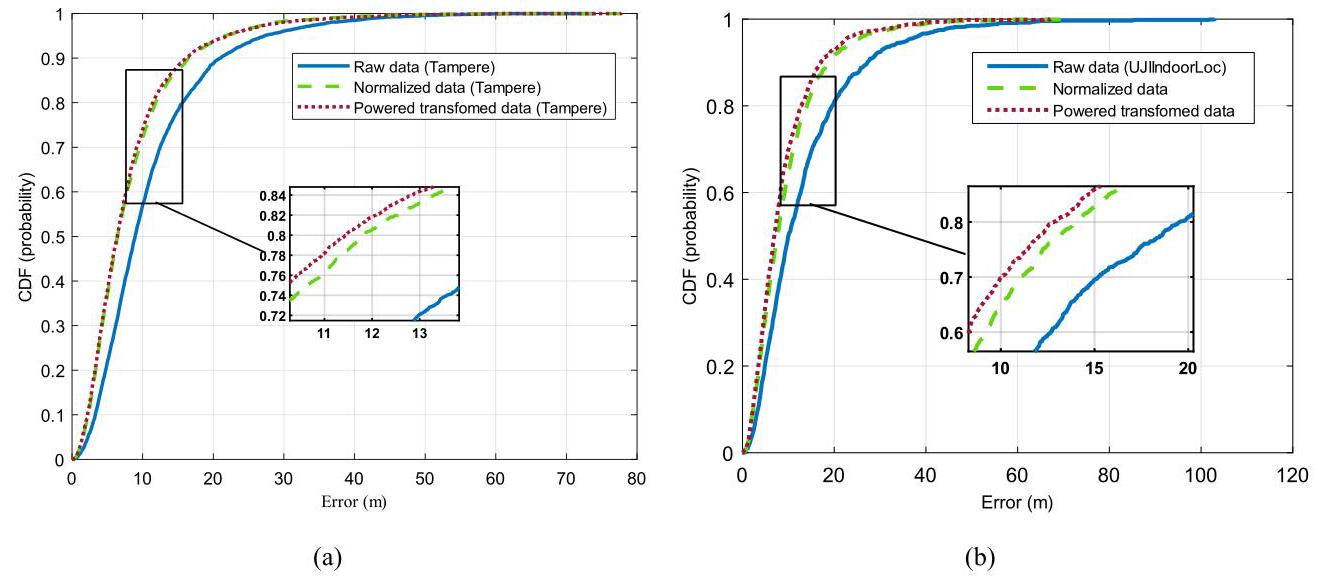 1
0.9
0.8
0.7
0.6
0.5
0.4
0.3
0.2
0.1
0
CDF (probability)
0 10 20 30 40 50 60 70 80
Error (m)
Raw data (Tampere)
Normalized data (Tampere)
Powered transfomed data (Tampere)
0.84
0.82
0.8
0.78
0.76
0.74
0.72
11 12 13
(a)
1
0.8
0.6
0.4
0.2
0
CDF (probability)
0 20 40 60 80 100 120
Error (m)
Raw data (UJIIndoorLoc)
Normalized data
Powered transfomed data
0.8
0.7
0.6
10 15 20
(b)